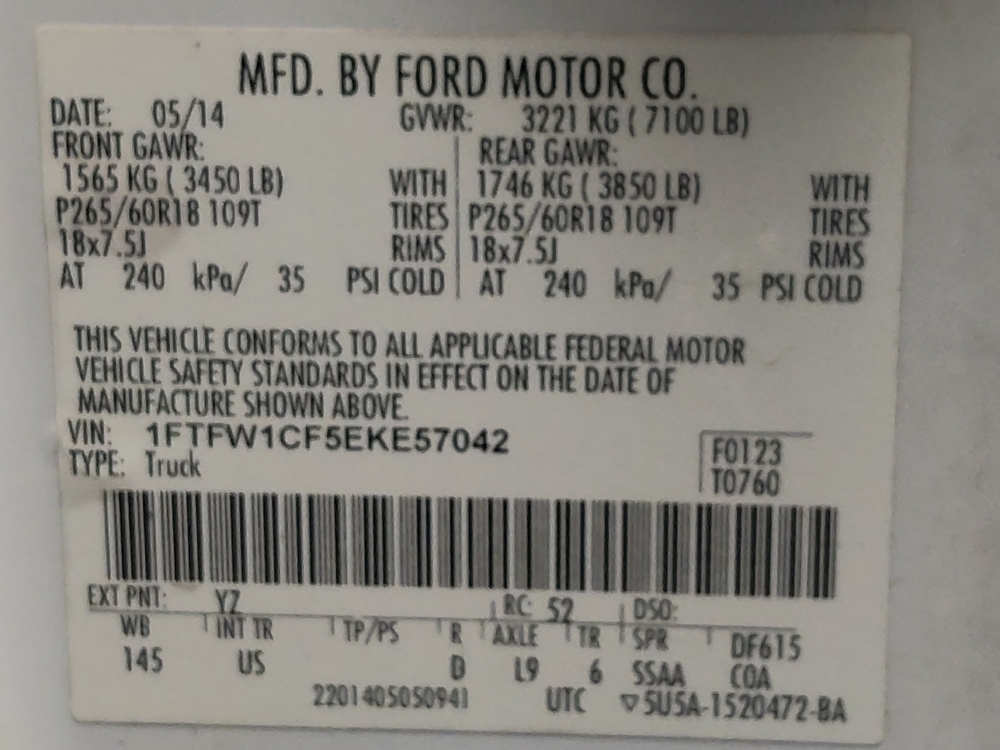 MFD. BY FORD MOTOR CO.
DATE: 05/14 GVWR: 3221 KG ( 7100 LB)
FRONT GAWR: REAR GAWR:
1565 KG ( 3450 LB) WITH 1746 KG ( 3850 LB) WITH
P265/60R18 109T TIRES P265/60R18 109T TIRES
18x7.5J RIMS 18x7.5J RIMS
AT 240 kPa/ 35 PSI COLD AT 240 kPa/ 35 PSI COLD
THIS VEHICLE CONFORMS TO ALL APPLICABLE FEDERAL MOTOR
VEHICLE SAFETY STANDARDS IN EFFECT ON THE DATE OF
MANUFACTURE SHOWN ABOVE.
VIN: 1FTFW1CF5EKE57042 F0123
TYPE: Truck T0760
EXT PNT: YZ RC: 52 DSO:
WB INT TR TP/PS R AXLE TR SPR DF615
145 US D L9 6 SSAA COA
2201405050941 UTC ▽5U5A-1520472-BA